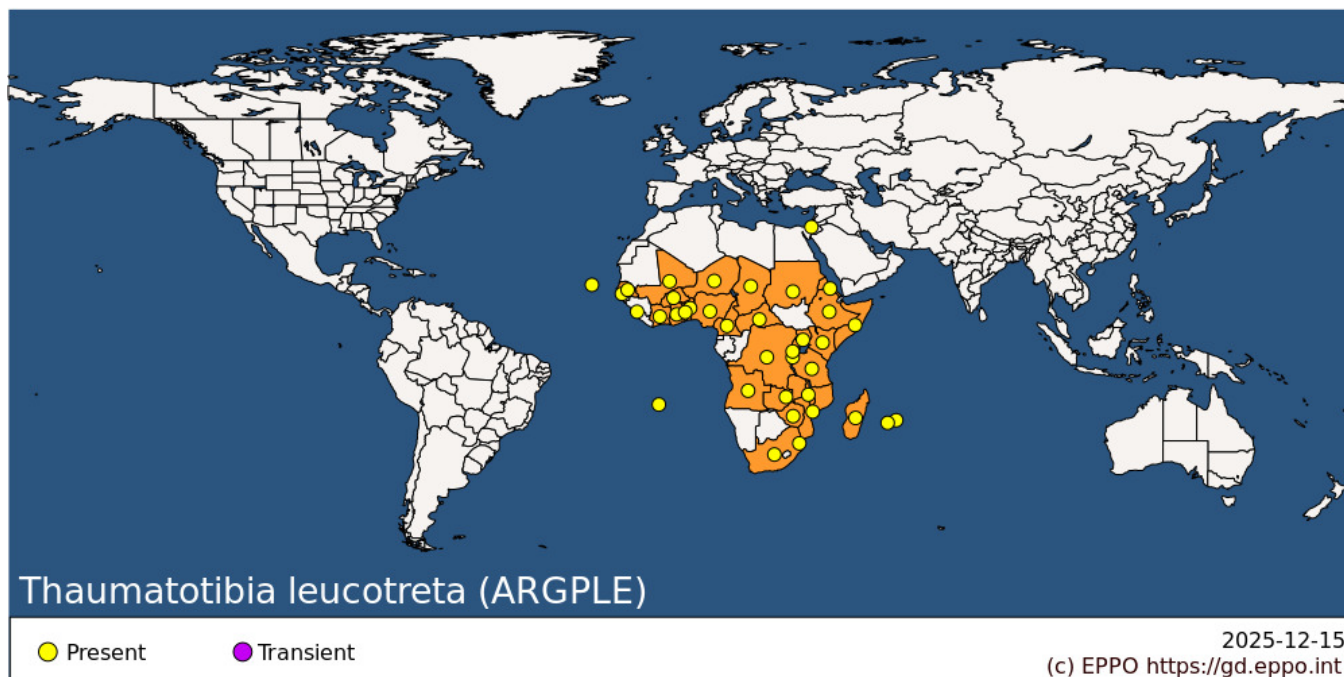 Thaumatotibia leucotreta (ARGPLE)
Present
Transient
2025-12-15
(c) EPPO https://gd.eppo.int